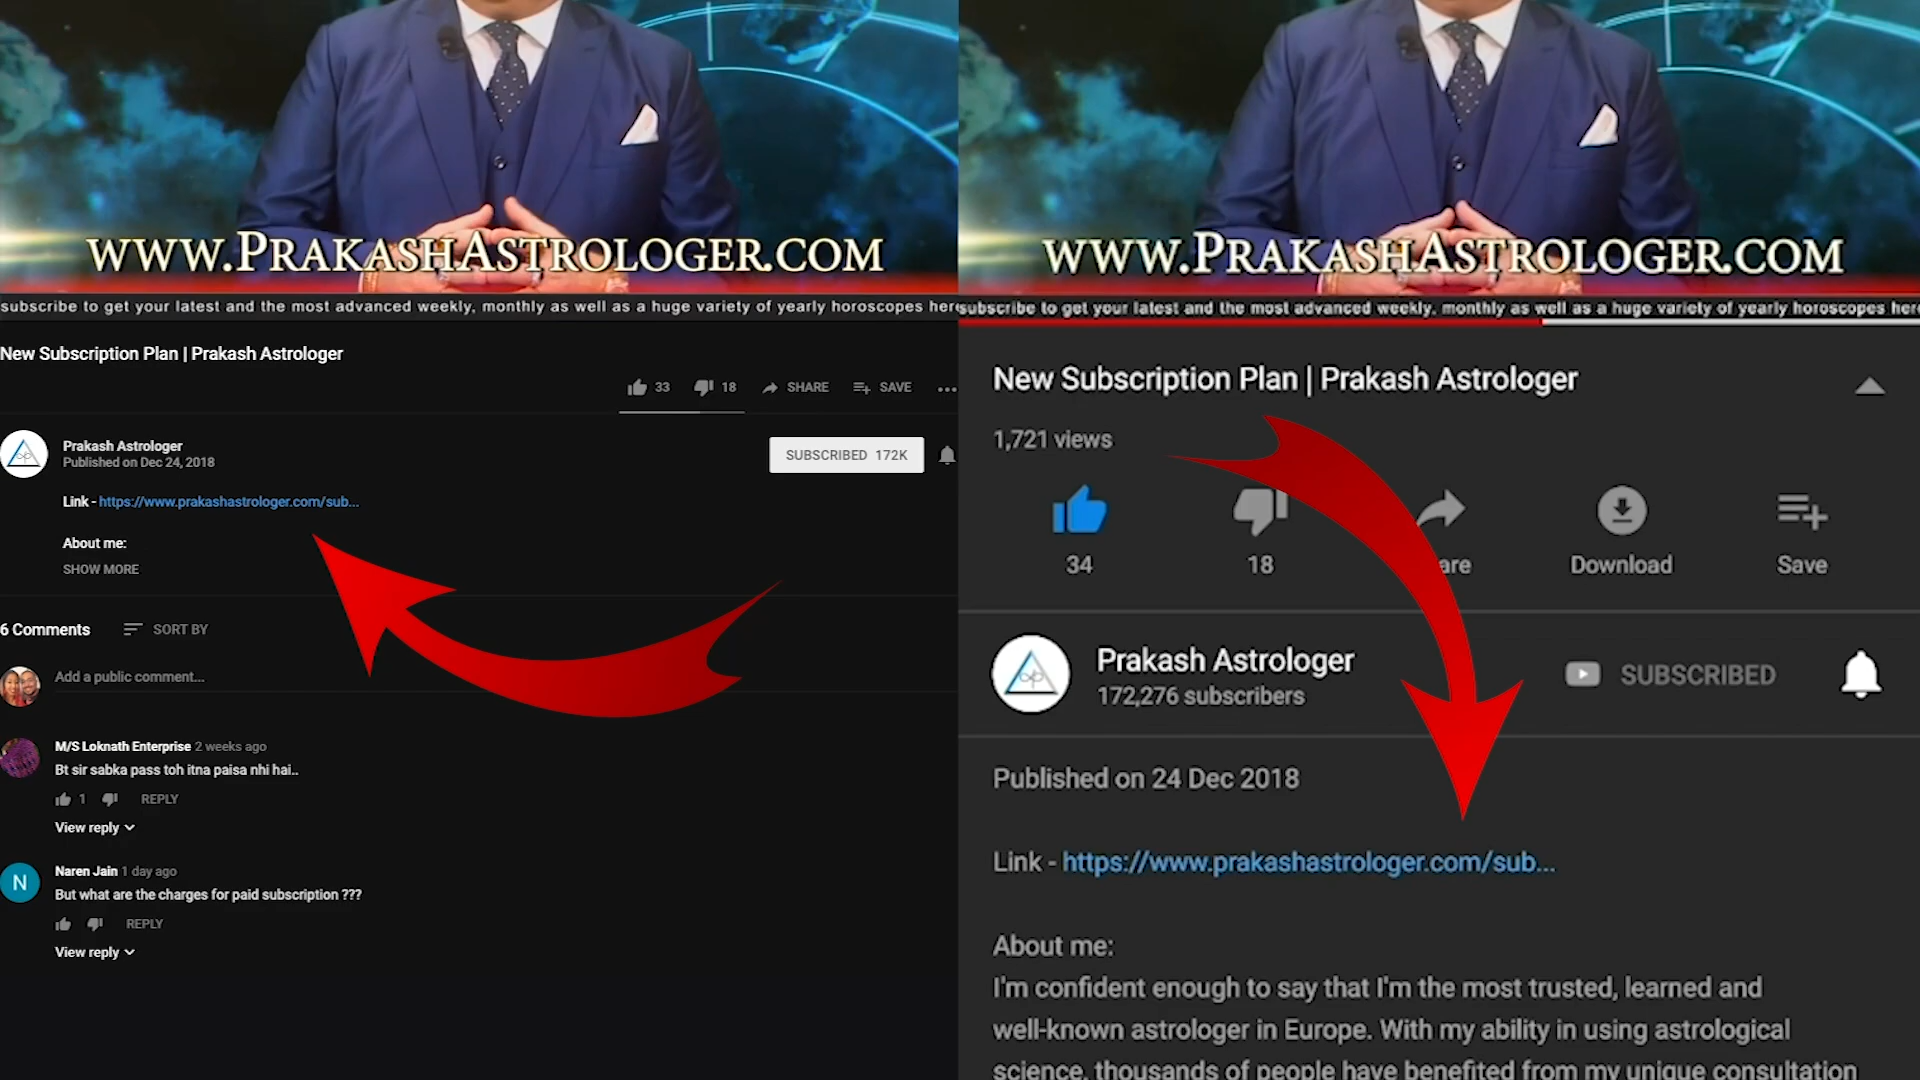 www.PrakashAstrologer.com
subscribe to get your latest and the most advanced weekly, monthly as well as a huge variety of yearly horoscopes here
New Subscription Plan | Prakash Astrologer
33 18 SHARE SAVE
Prakash Astrologer
Published on Dec 24, 2018
SUBSCRIBED 172K
Link - https://www.prakashastrologer.com/sub...
About me:
SHOW MORE
6 Comments SORT BY
Add a public comment...
M/S Loknath Enterprise 2 weeks ago
Bt sir sabka pass toh itna paisa nhi hai..
1 REPLY
View reply
N
Naren Jain 1 day ago
But what are the charges for paid subscription ???
REPLY
View reply
www.PrakashAstrologer.com
subscribe to get your latest and the most advanced weekly, monthly as well as a huge variety of yearly horoscopes here
New Subscription Plan | Prakash Astrologer
1,721 views
34 18 are Download Save
Prakash Astrologer
172,276 subscribers
SUBSCRIBED
Published on 24 Dec 2018
Link - https://www.prakashastrologer.com/sub...
About me:
I'm confident enough to say that I'm the most trusted, learned and
well-known astrologer in Europe. With my ability in using astrological
science, thousands of people have benefited from my unique consultation